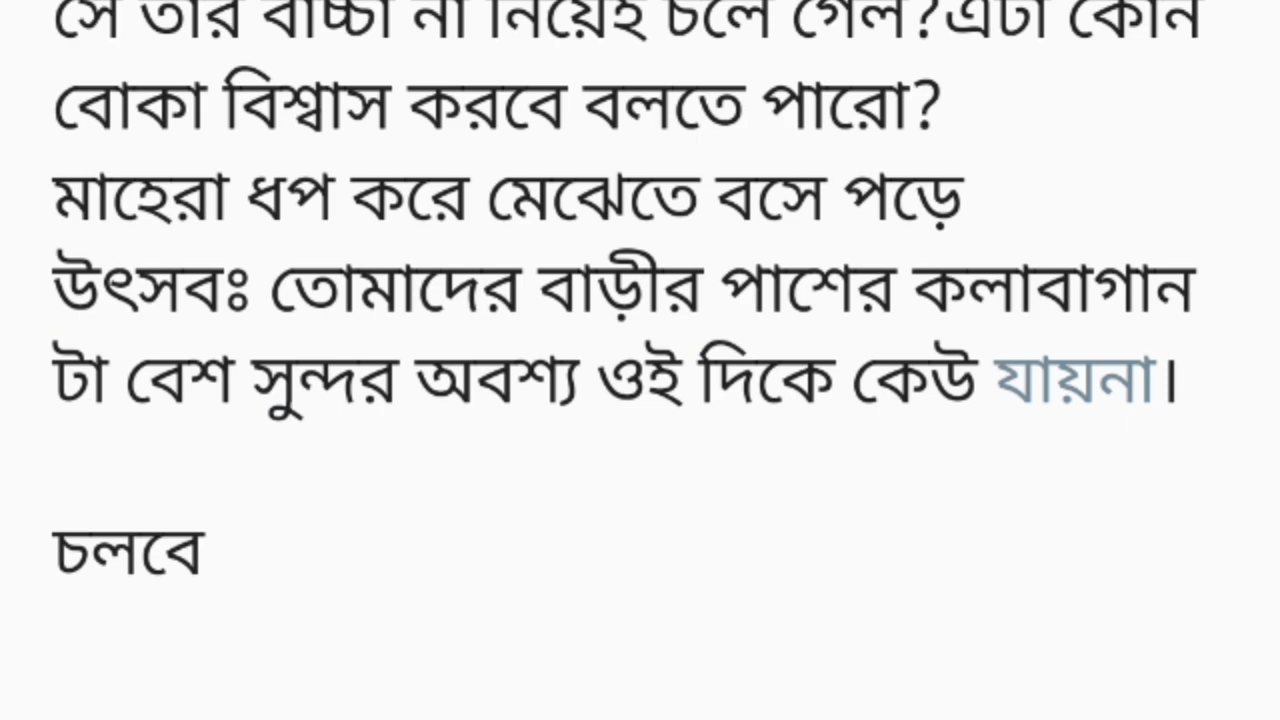 সে তার বাচ্চা না নিয়েই চলে গেল?এটা কোন
বোকা বিশ্বাস করবে বলতে পারো?
মাহেরা ধপ করে মেঝেতে বসে পড়ে
উৎসবঃ তোমাদের বাড়ীর পাশের কলাবাগান
টা বেশ সুন্দর অবশ্য ওই দিকে কেউ যায়না।
চলবে